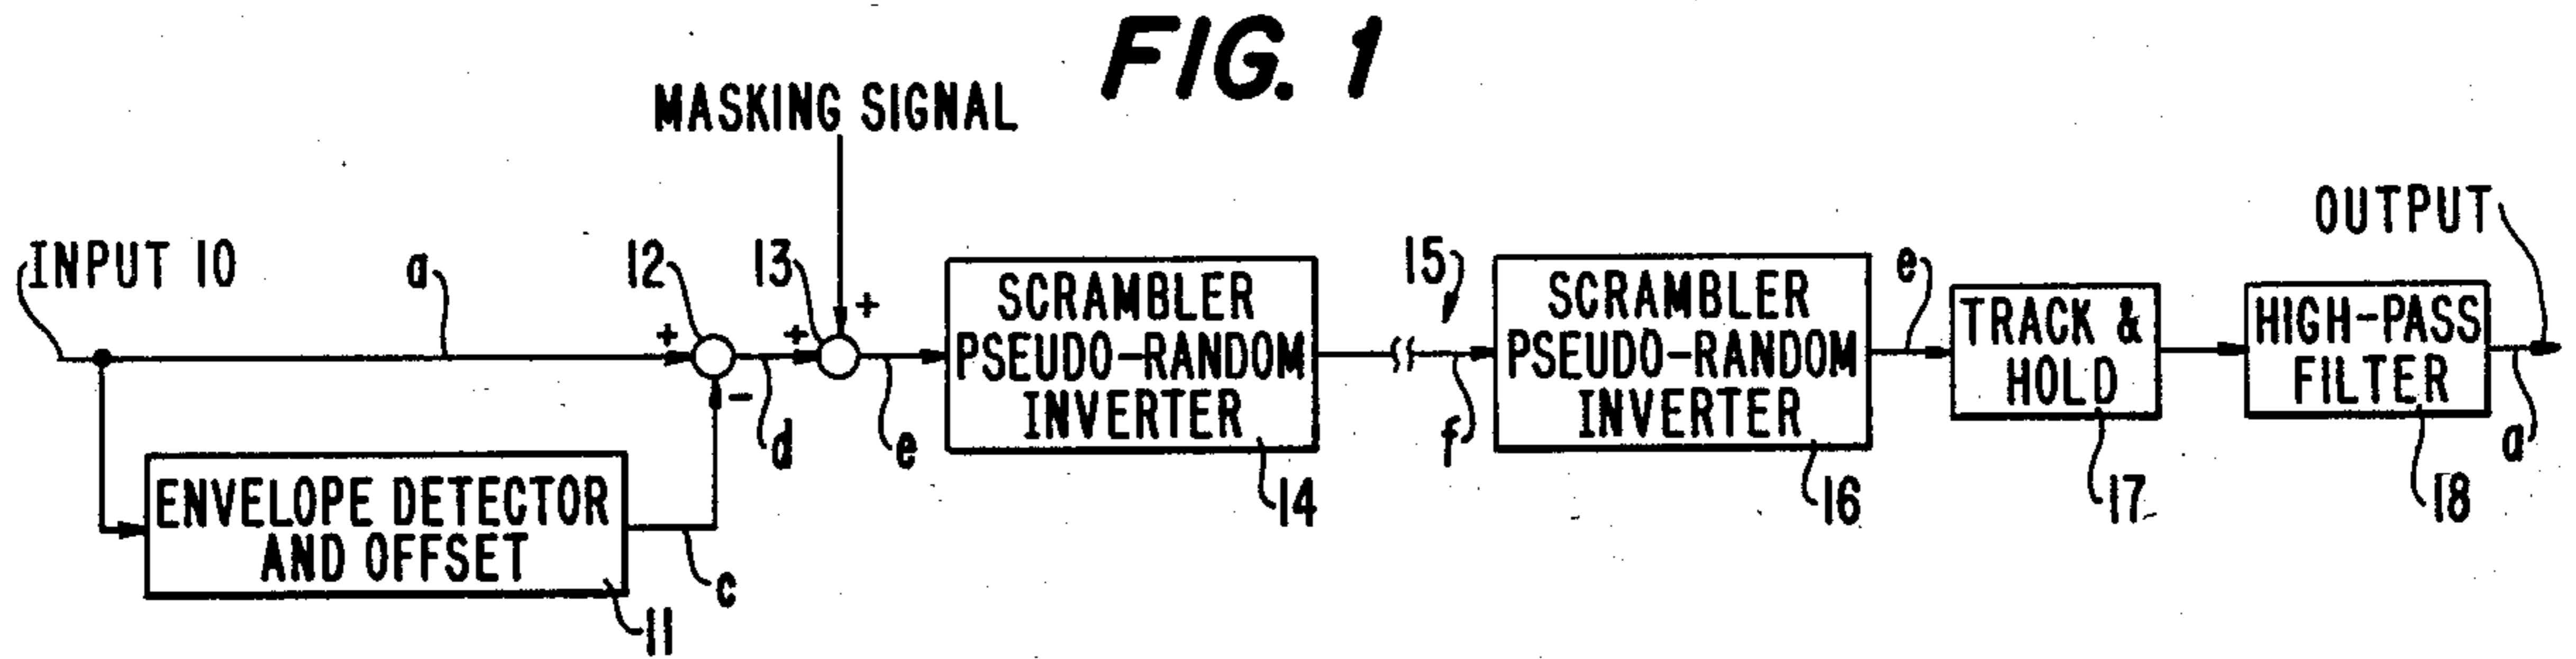 FIG. 1
MASKING SIGNAL
INPUT 10
a
12
13
+
+
+
-
d
e
c
ENVELOPE DETECTOR
AND OFFSET
11
SCRAMBLER
PSEUDO-RANDOM
INVERTER
14
15
f
SCRAMBLER
PSEUDO-RANDOM
INVERTER
16
e
TRACK &
HOLD
17
HIGH-PASS
FILTER
18
OUTPUT
a